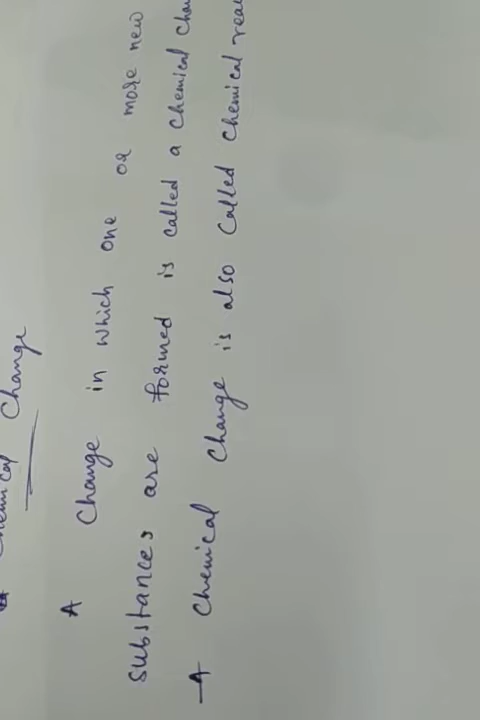 Change
A Change in which one or more new
substances are formed is called a chemical
A Chemical Change is also called chemical